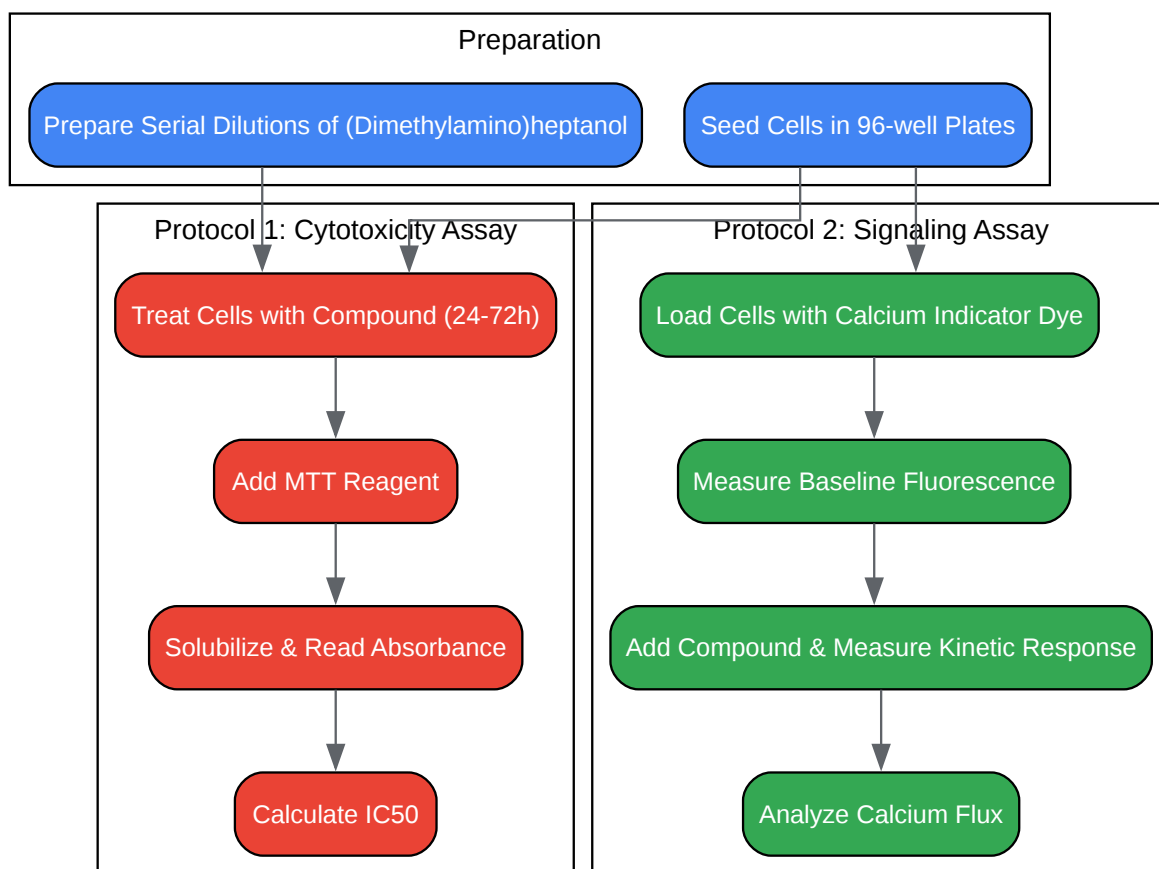 Preparation
Prepare Serial Dilutions of (Dimethylamino)heptanol
Seed Cells in 96-well Plates
Protocol 1: Cytotoxicity Assay
Treat Cells with Compound (24-72h)
Add MTT Reagent
Solubilize & Read Absorbance
Calculate IC50
Protocol 2: Signaling Assay
Load Cells with Calcium Indicator Dye
Measure Baseline Fluorescence
Add Compound & Measure Kinetic Response
Analyze Calcium Flux